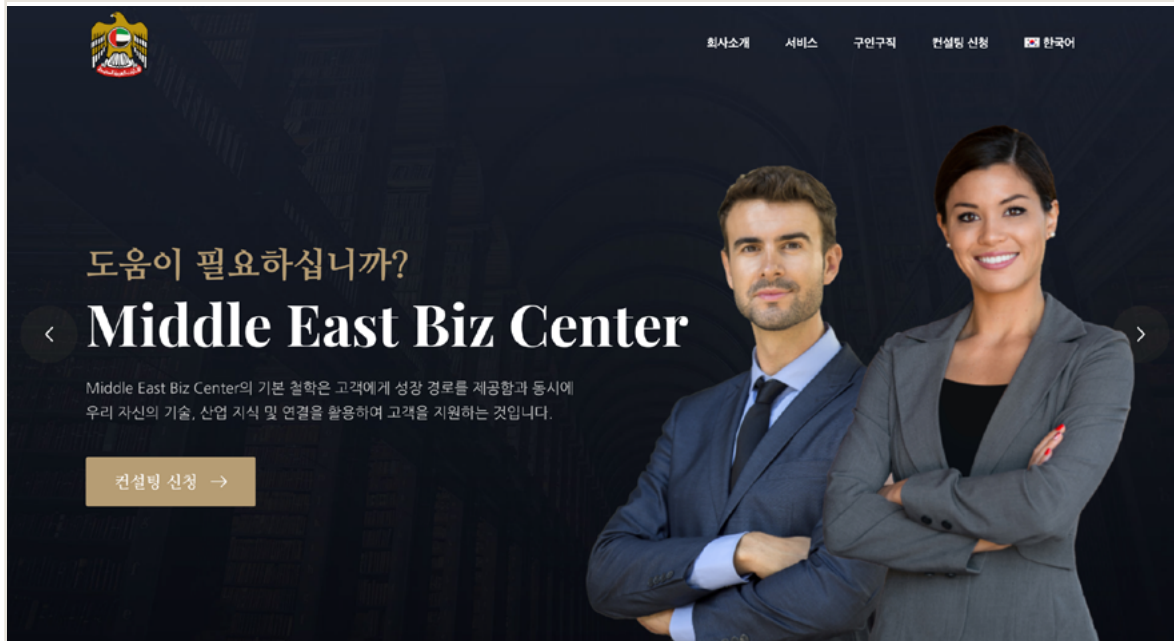 회사소개
서비스
구인구직
컨설팅 신청
한국어
도움이 필요하십니까?
Middle East Biz Center
Middle East Biz Center의 기본 철학은 고객에게 성장 경로를 제공함과 동시에
우리 자신의 기술, 산업 지식 및 연결을 활용하여 고객을 지원하는 것입니다.
컨설팅 신청 →